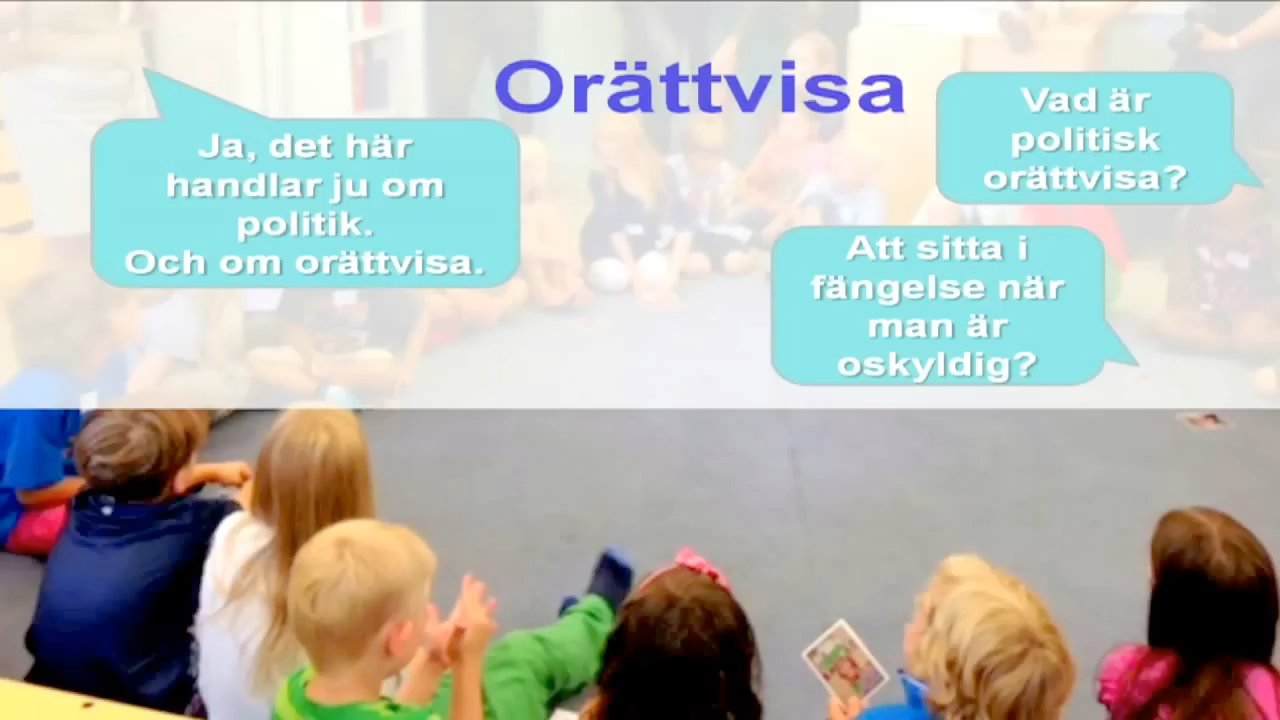 Orättvisa
Ja, det här
handlar ju om
politik.
Och om orättvisa.
Vad är
politisk
orättvisa?
Att sitta i
fängelse när
man är
oskyldig?